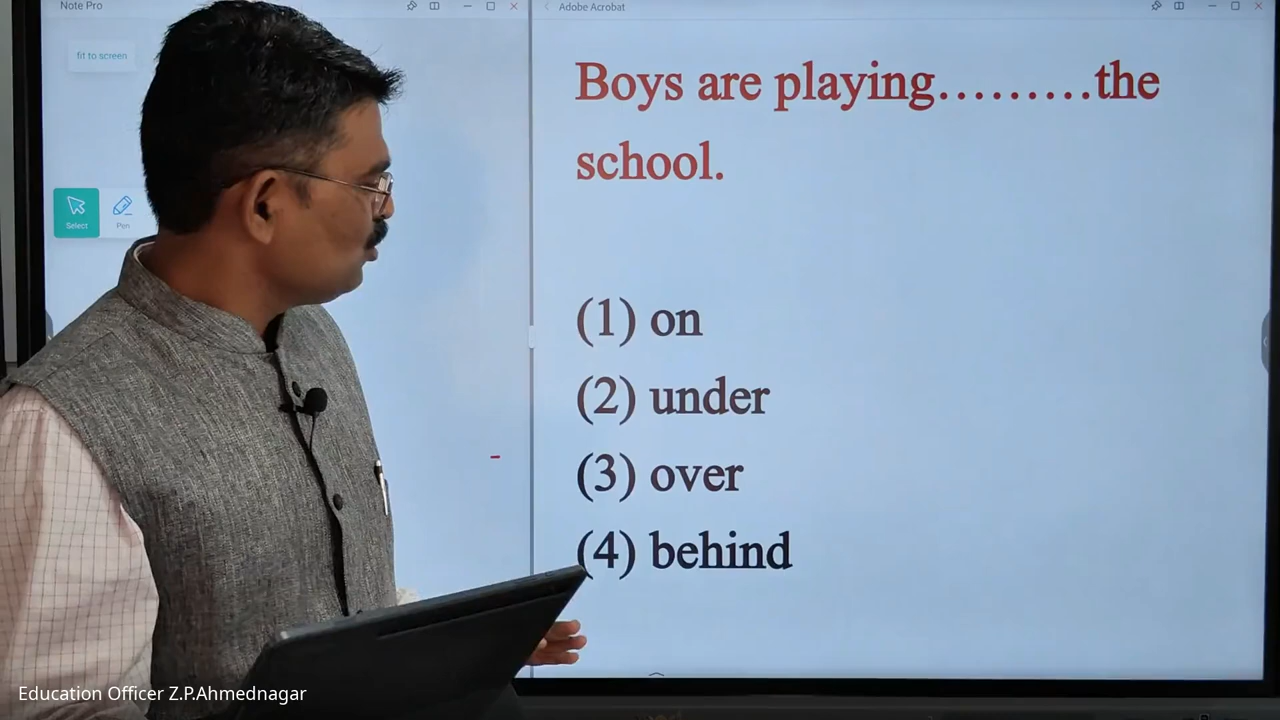 Note Pro
Adobe Acrobat
fit to screen
Select
Pen
Boys are playing.........the
school.
(1) on
(2) under
(3) over
(4) behind
Education Officer Z.P.Ahmednagar